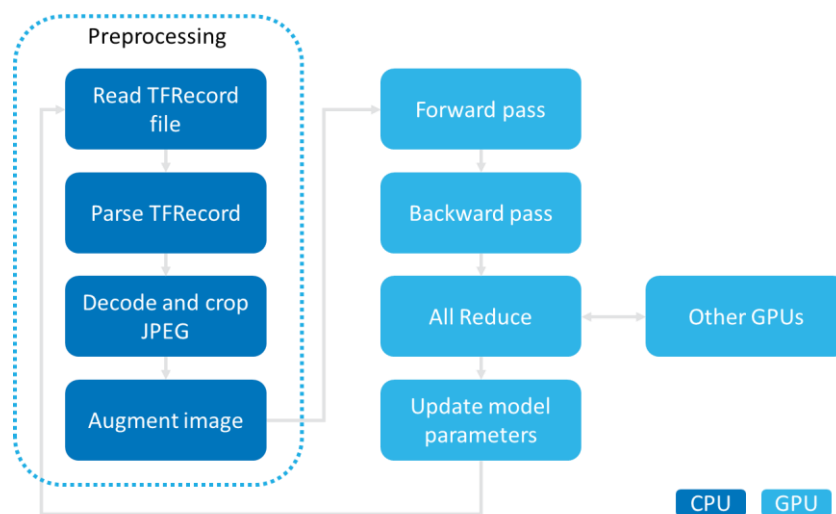 Preprocessing
Read TFRecord
file
Parse TFRecord
Decode and crop
JPEG
Augment image
Forward pass
Backward pass
All Reduce
Other GPUs
Update model
parameters
CPU
GPU